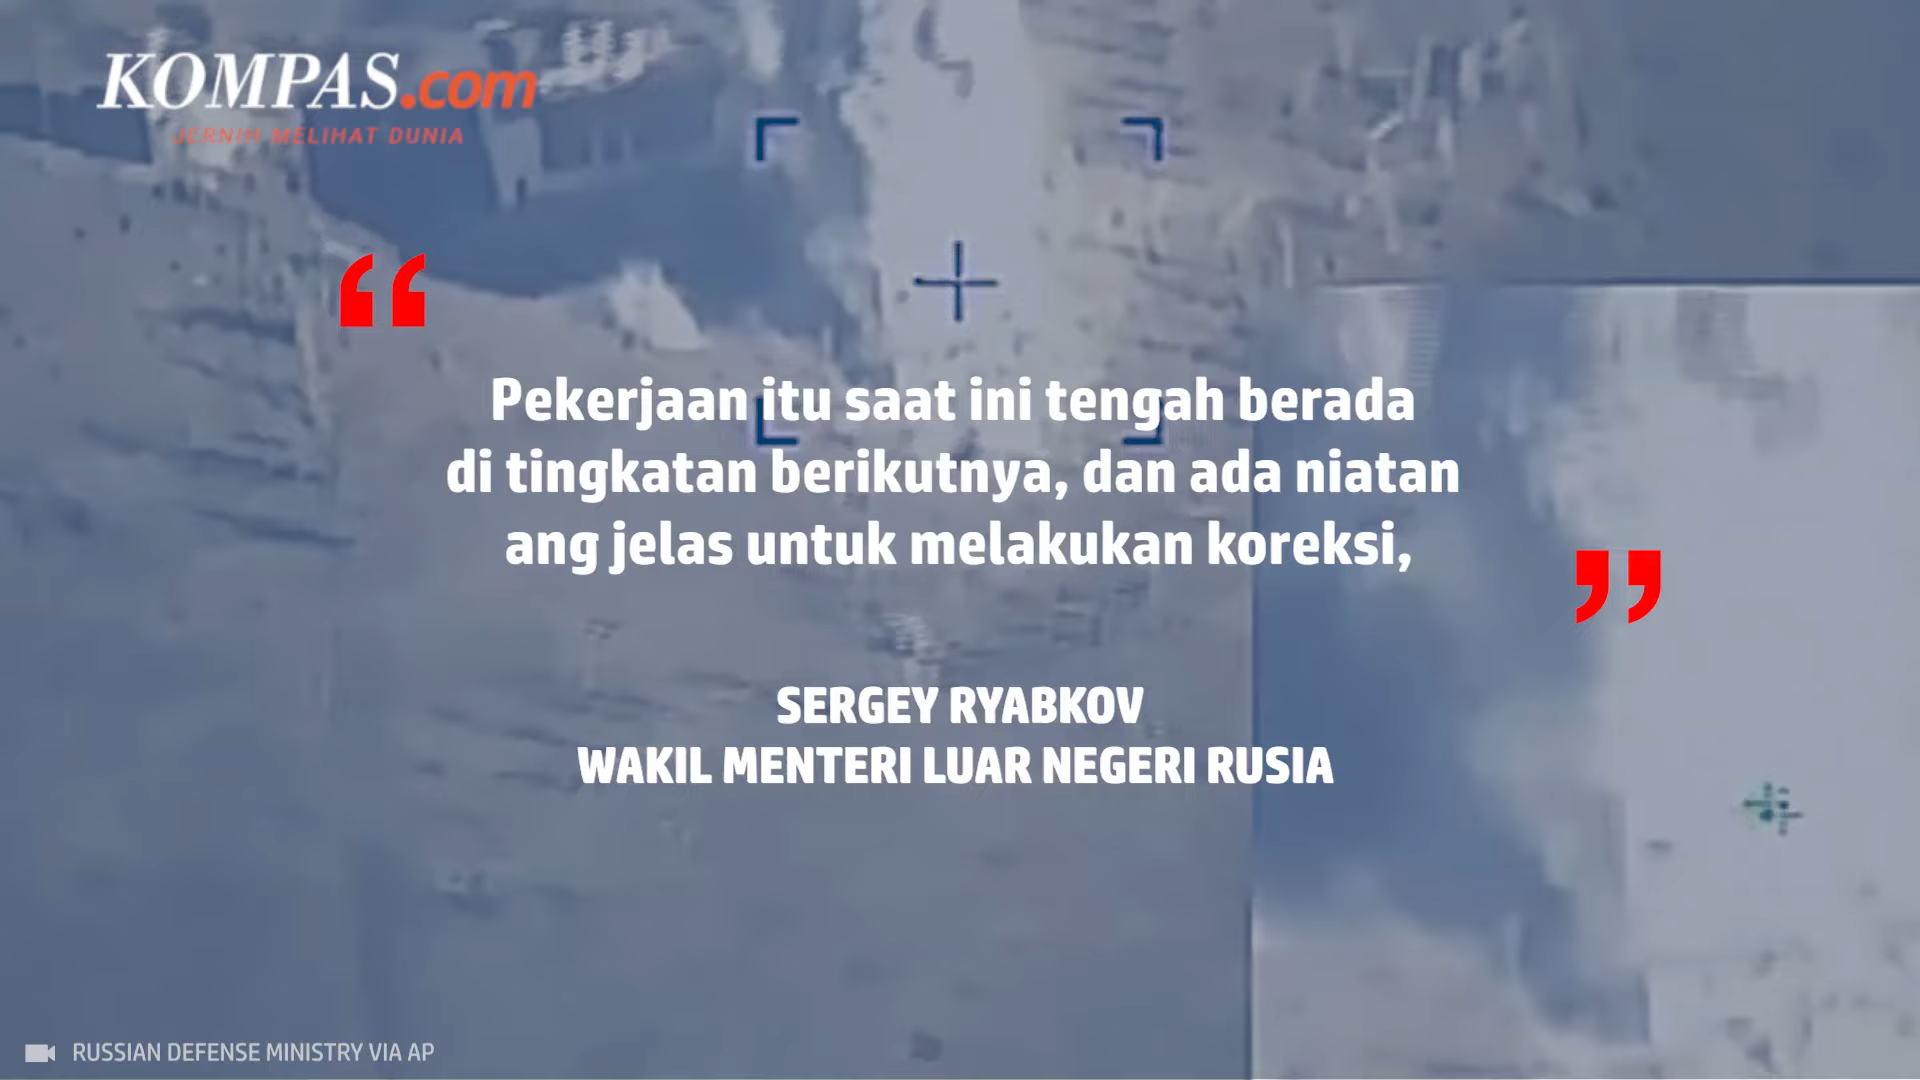 KOMPAS.com
JERNIH MELIHAT DUNIA
“
Pekerjaan itu saat ini tengah berada
di tingkatan berikutnya, dan ada niatan
ang jelas untuk melakukan koreksi,
”
SERGEY RYABKOV
WAKIL MENTERI LUAR NEGERI RUSIA
RUSSIAN DEFENSE MINISTRY VIA AP